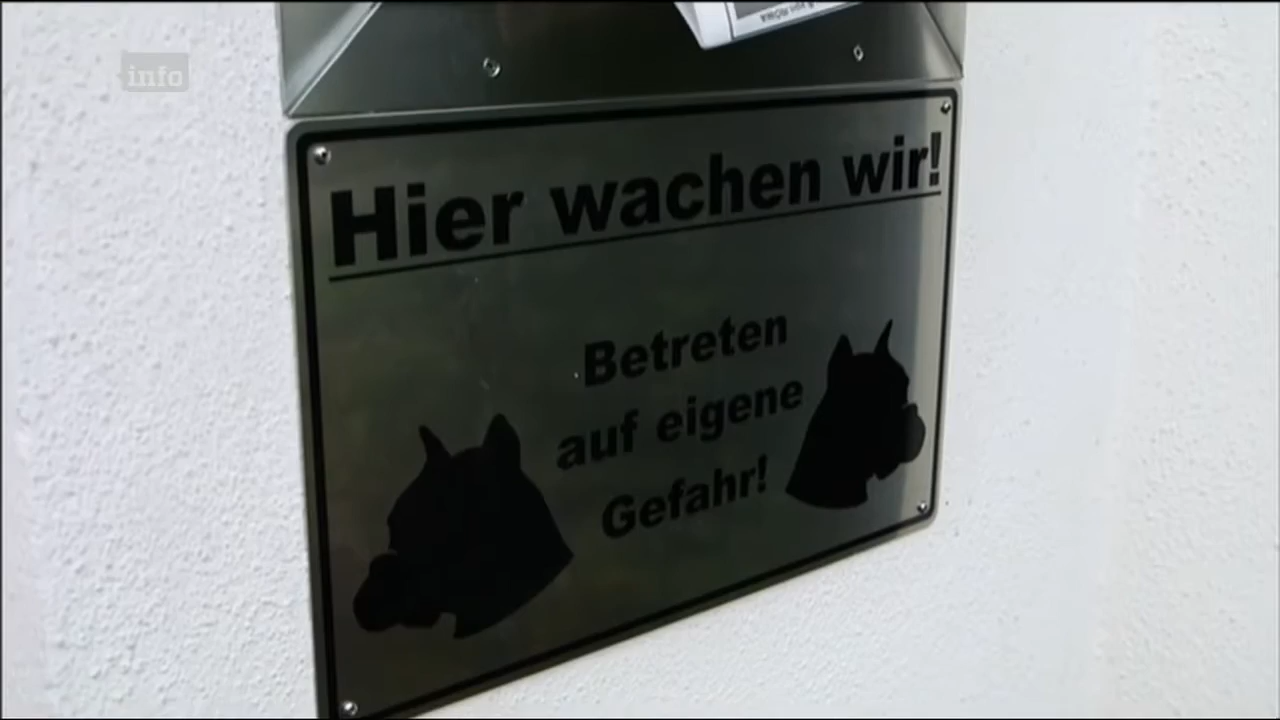 info
Hier wachen wir!
Betreten
auf eigene
Gefahr!